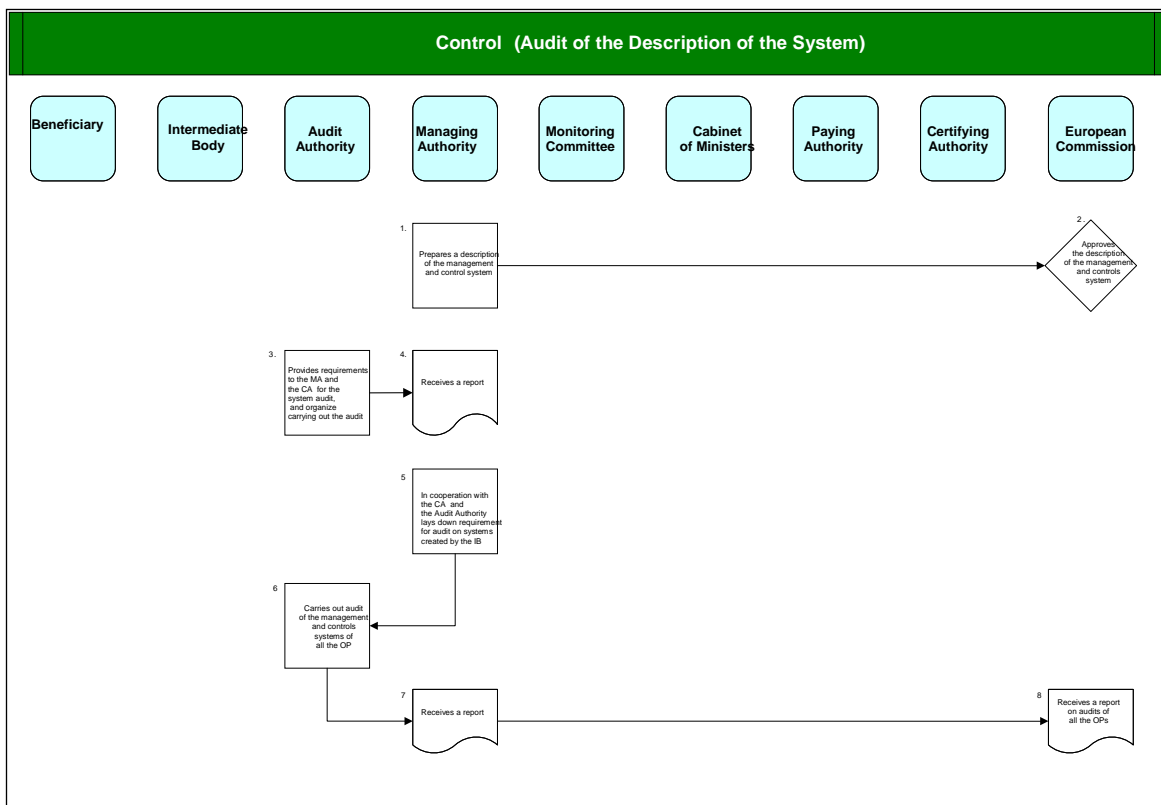 Control  (Audit of the Description of the System)
Beneficiary
Intermediate
Body
Audit
Authority
Managing
Authority
Monitoring
Committee
Cabinet
of Ministers
Paying
Authority
Certifying
Authority
European
Commission
1.
Prepares a description
of the management
and control system
2.
Approves
the description
of the management
and controls
system
3.
Provides requirements
to the MA and
the CA  for the
system audit,
and organize
carrying out the audit
4.
Receives a report
5
In cooperation with
the CA  and
the Audit Authority
lays down requirement
for audit on systems
created by the IB
6
Carries out audit
of the management
and controls
systems of
all the OP
7
Receives a report
8
Receives a report
on audits of
all the OPs